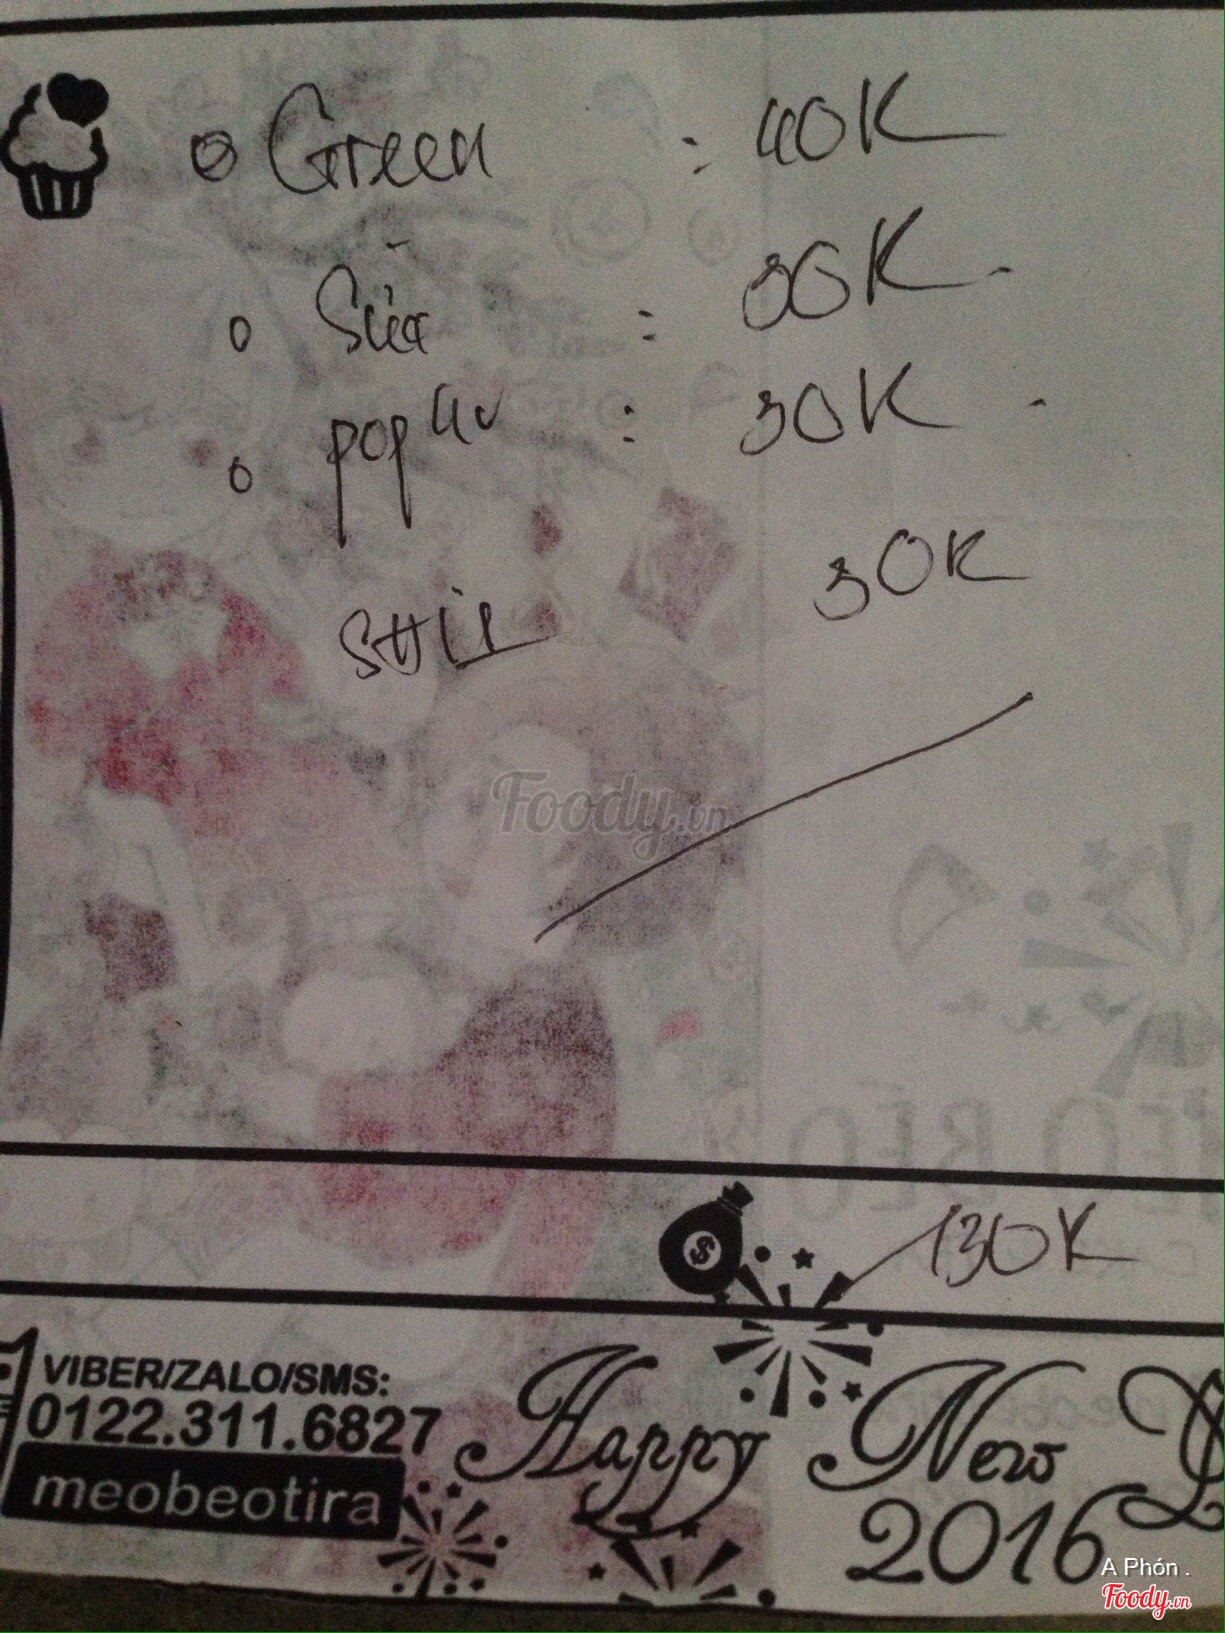 Green : 40K
Sữa : 30K
pop : 30K
ship 30K
Foody.vn
130K
VIBER/ZALO/SMS:
0122.311.6827
Happy New
meobeotira
2016
A Phón .
Foody.vn